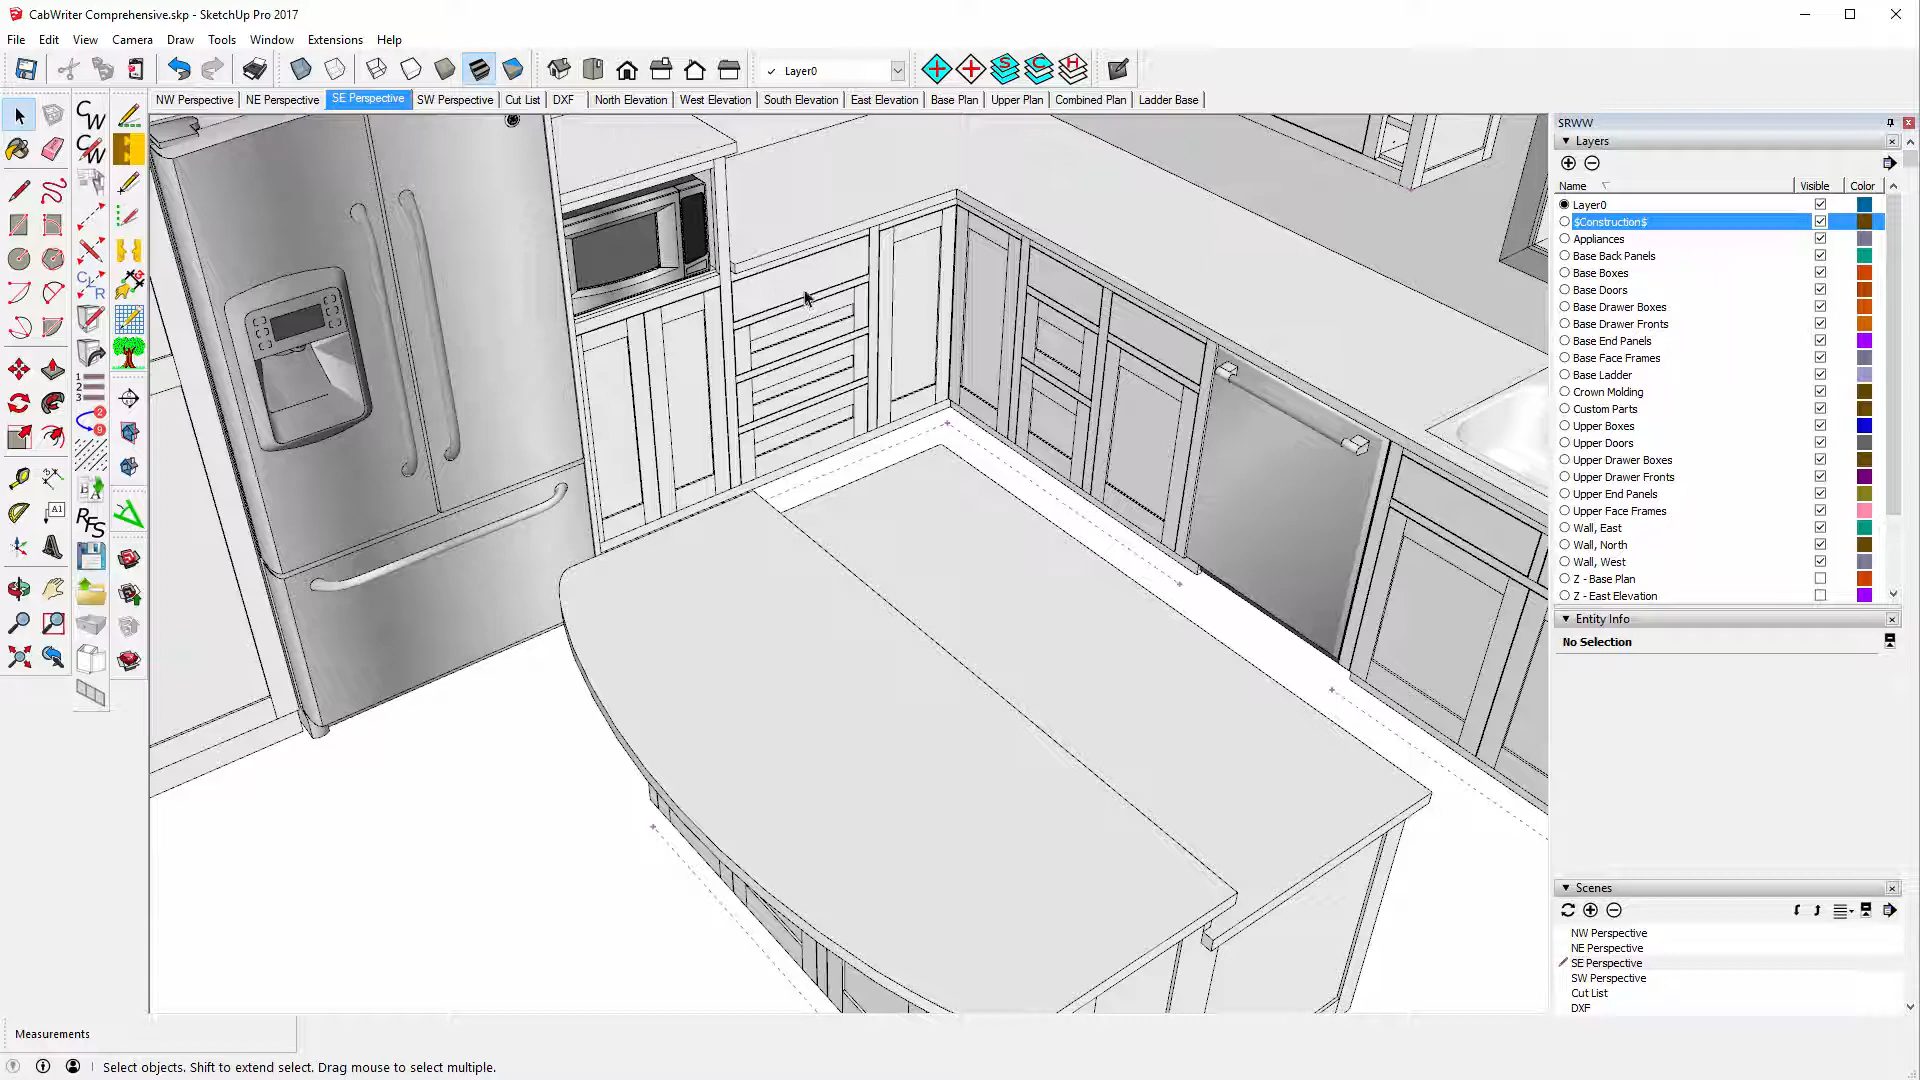 CabWriter Comprehensive.skp - SketchUp Pro 2017
File Edit View Camera Draw Tools Window Extensions Help
Layer0
NW Perspective NE Perspective SE Perspective SW Perspective Cut List DXF North Elevation West Elevation South Elevation East Elevation Base Plan Upper Plan Combined Plan Ladder Base
SRWW
Layers
Name Visible Color
Layer0
$Construction$
Appliances
Base Back Panels
Base Boxes
Base Doors
Base Drawer Boxes
Base Drawer Fronts
Base End Panels
Base Face Frames
Base Ladder
Crown Molding
Custom Parts
Upper Boxes
Upper Doors
Upper Drawer Boxes
Upper Drawer Fronts
Upper End Panels
Upper Face Frames
Wall, East
Wall, North
Wall, West
Z - Base Plan
Z - East Elevation
Entity Info
No Selection
Scenes
NW Perspective
NE Perspective
SE Perspective
SW Perspective
Cut List
DXF
Measurements
Select objects. Shift to extend select. Drag mouse to select multiple.